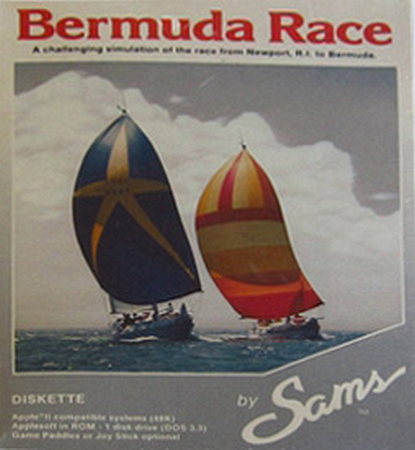 Bermuda Race
A challenging simulation of the race from Newport, R.I. to Bermuda.
DISKETTE
by Sams™
Apple® II compatible systems (48K)
Applesoft in ROM - 1 disk drive (DOS 3.3)
Game Paddles or Joy Stick optional